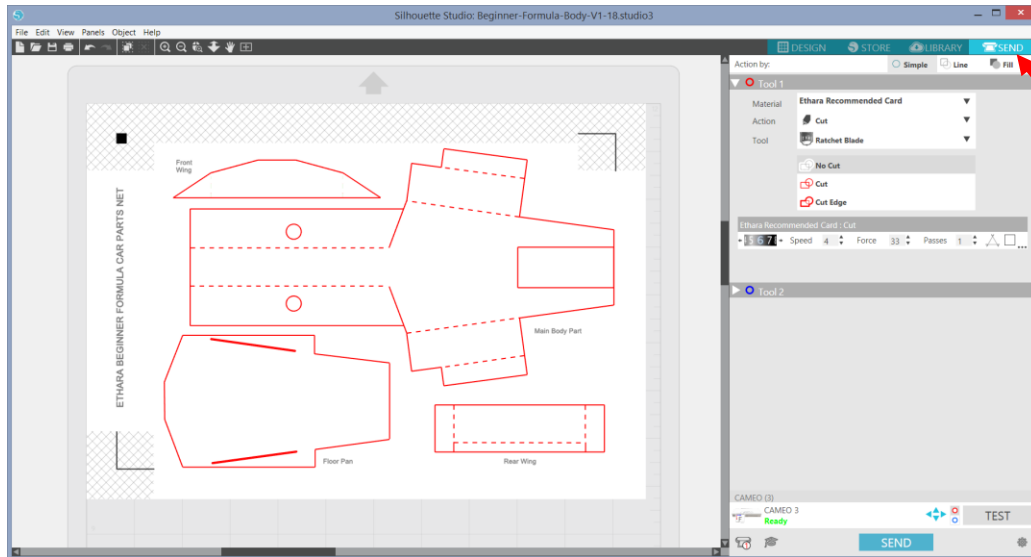 Silhouette Studio: Beginner-Formula-Body-V1-18.studio3
File Edit View Panels Object Help
DESIGN STORE LIBRARY SEND
Action by: Simple Line Fill
Tool 1
Material Ethara Recommended Card
Action Cut
Tool Ratchet Blade
No Cut
Cut
Cut Edge
Ethara Recommended Card : Cut
Speed 4 Force 33 Passes 1
Tool 2
Front
Wing
ETHARA BEGINNER FORMULA CAR PARTS NET
Main Body Part
Floor Pan
Rear Wing
CAMEO (3)
CAMEO 3
Ready
TEST
SEND